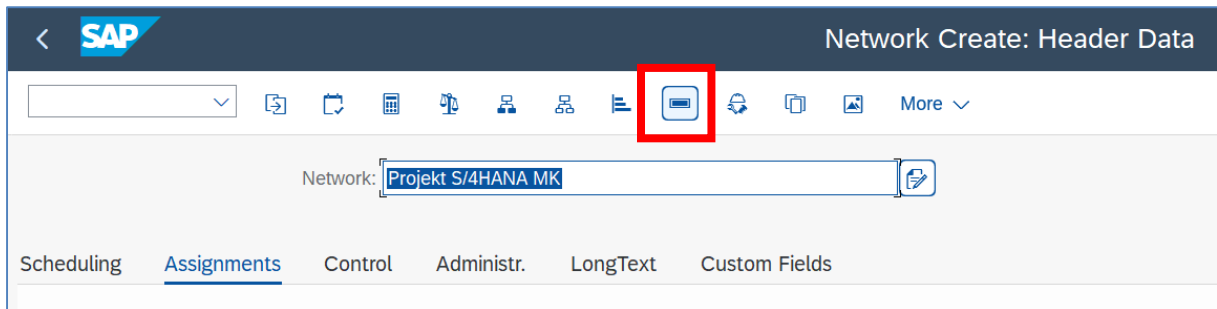 SAP Network Create: Header Data
More
Network: Projekt S/4HANA MK
Scheduling Assignments Control Administr. LongText Custom Fields